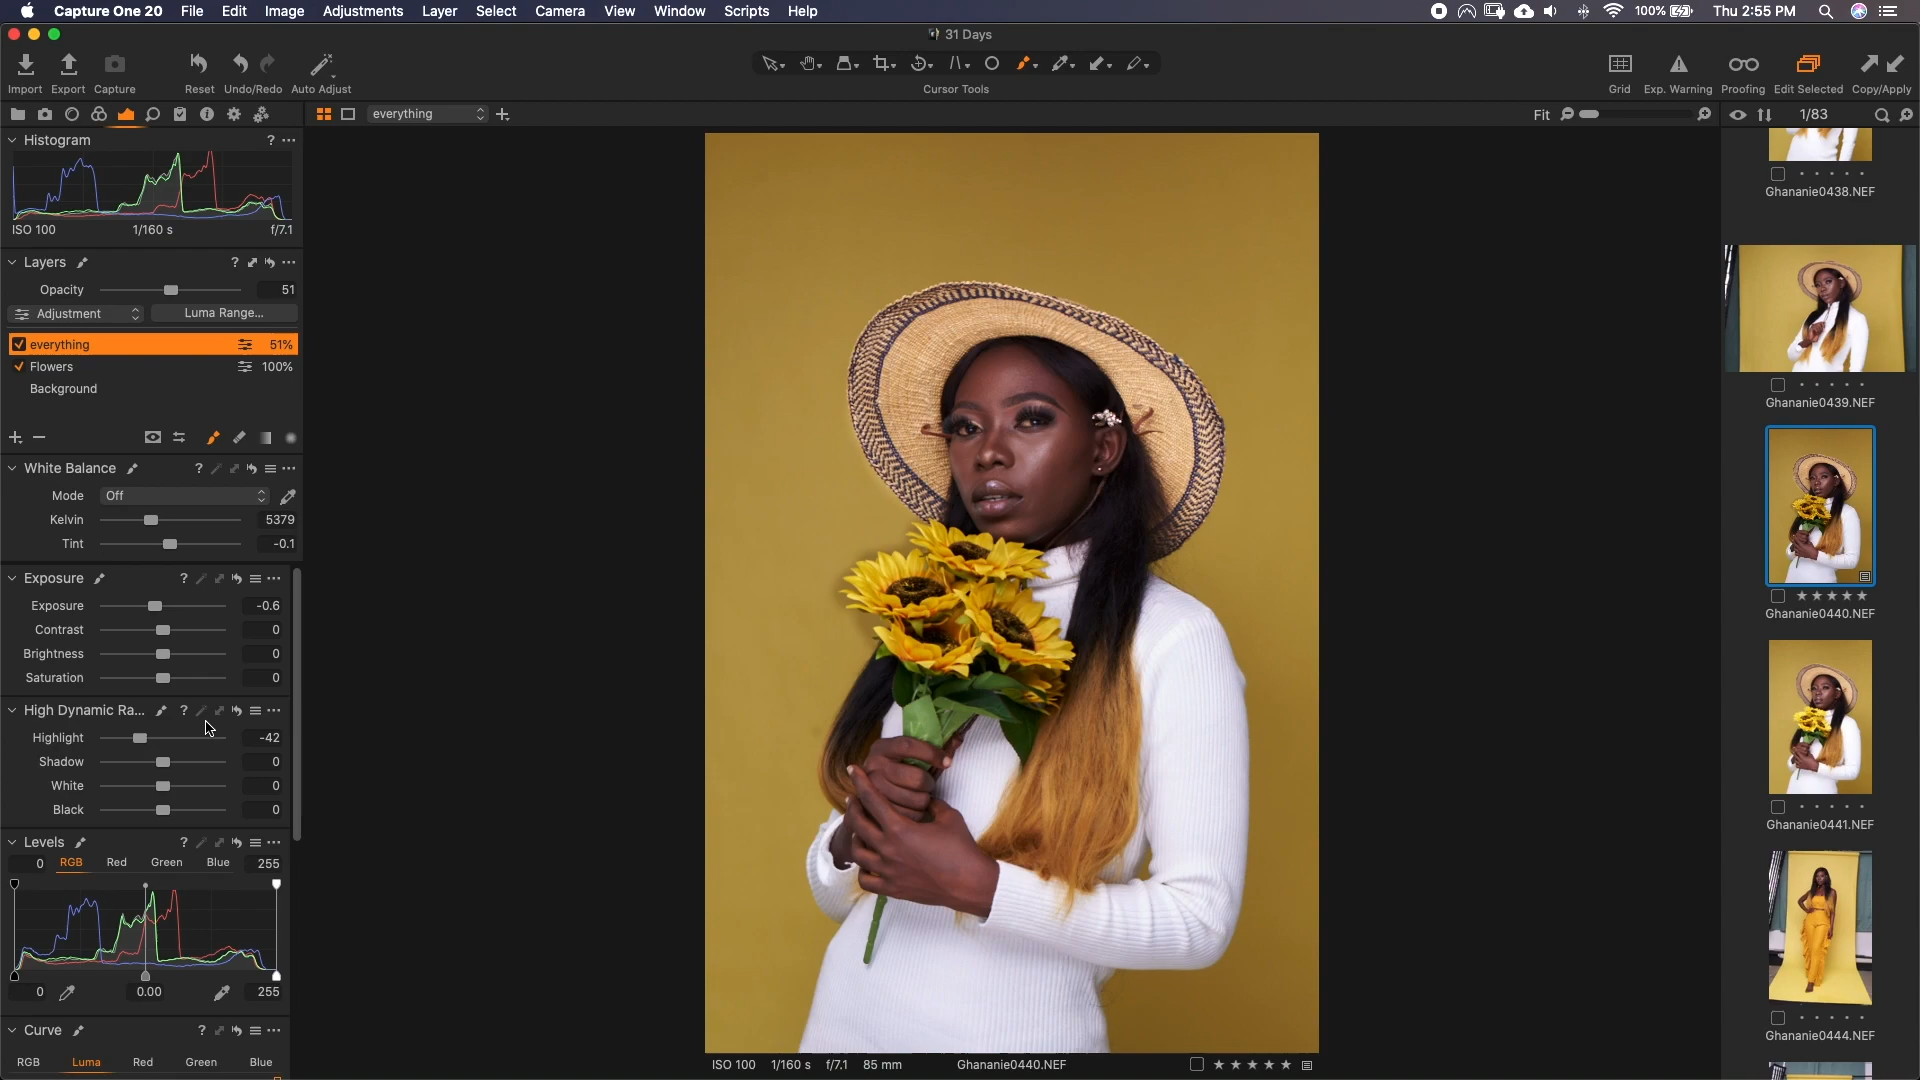 Capture One 20 File Edit Image Adjustments Layer Select Camera View Window Scripts Help 100% Thu 2:55 PM
31 Days
Import Export Capture Reset Undo/Redo Auto Adjust Cursor Tools Grid Exp. Warning Proofing Edit Selected Copy/Apply
everything Fit 1/83
Histogram ?
ISO 100 1/160 s f/7.1
Layers ?
Opacity 51
Adjustment Luma Range...
everything 51%
Flowers 100%
Background
White Balance ?
Mode Off
Kelvin 5379
Tint -0.1
Exposure ?
Exposure -0.6
Contrast 0
Brightness 0
Saturation 0
High Dynamic Ra... ?
Highlight -42
Shadow 0
White 0
Black 0
Levels ?
0 RGB Red Green Blue 255
0 0.00 255
Curve ?
RGB Luma Red Green Blue
ISO 100 1/160 s f/7.1 85 mm Ghananie0440.NEF
Ghananie0438.NEF
Ghananie0439.NEF
Ghananie0440.NEF
Ghananie0441.NEF
Ghananie0444.NEF